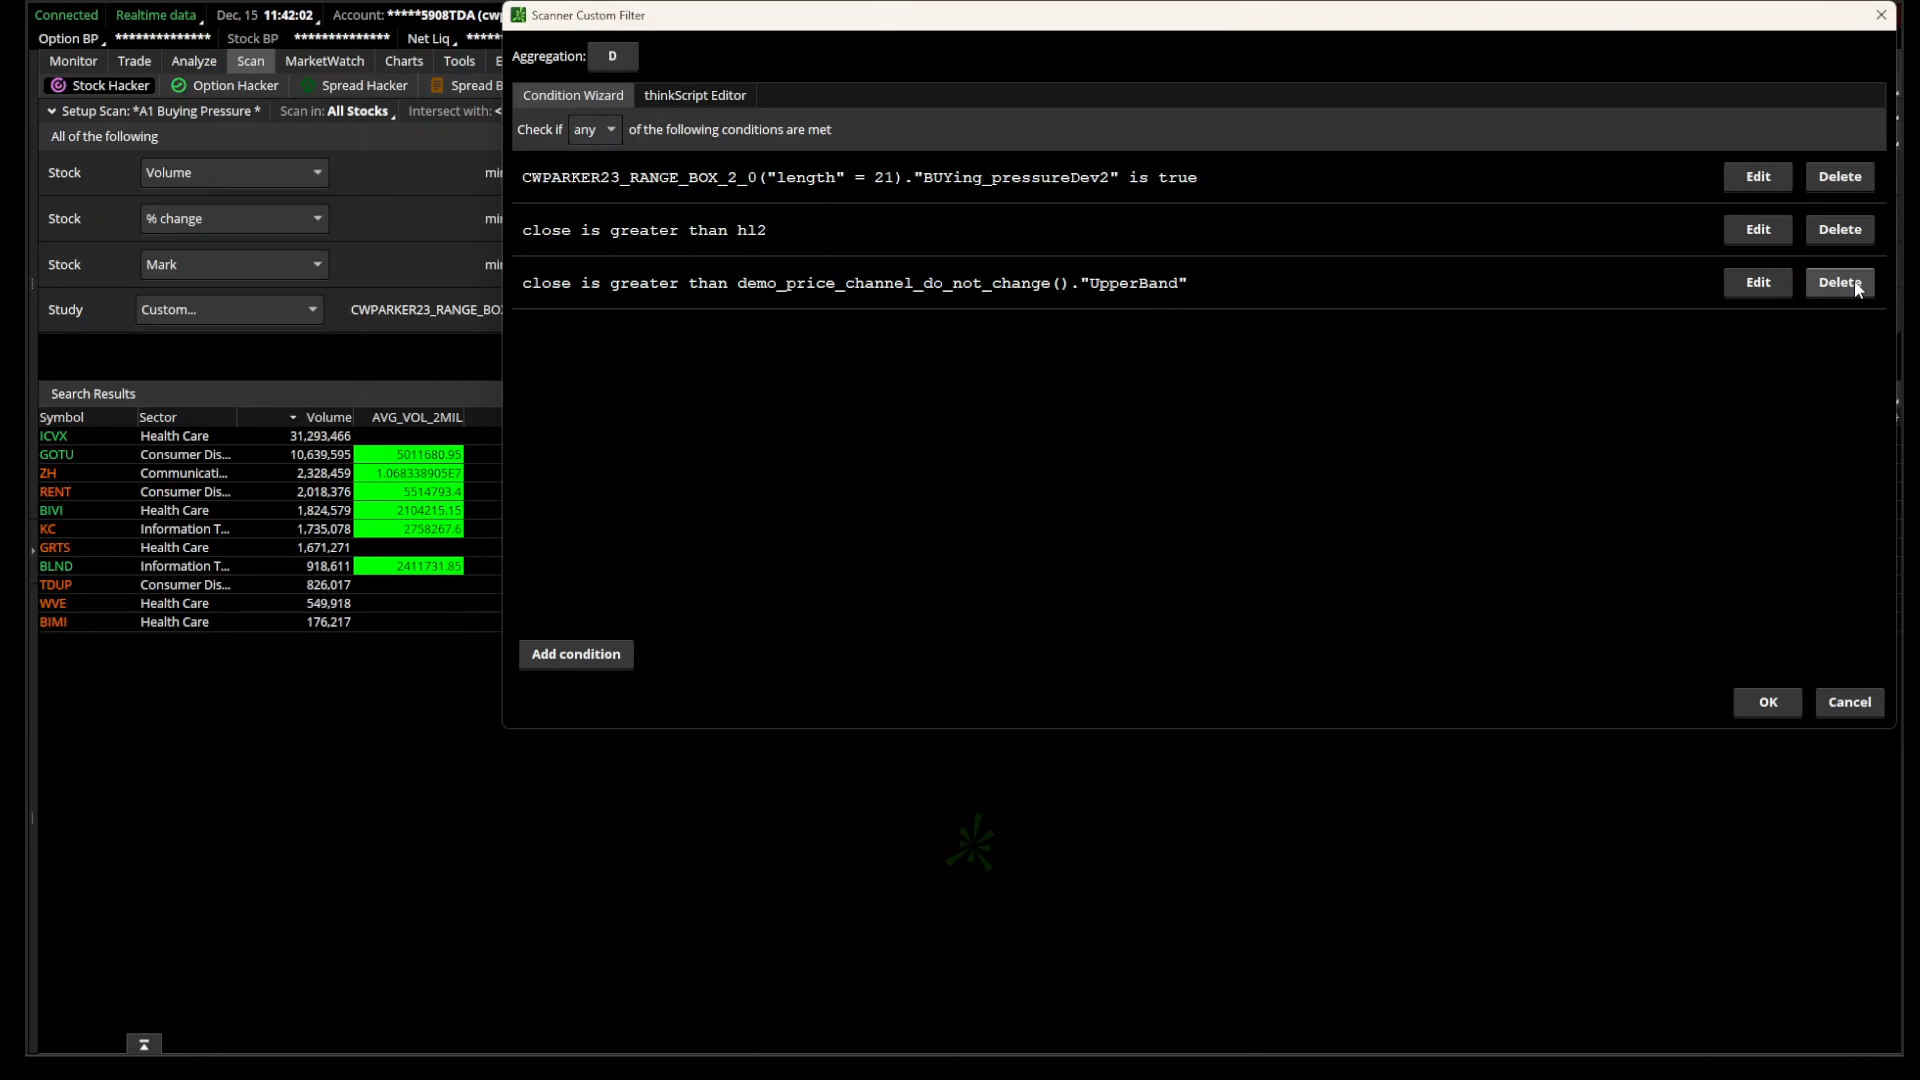 Connected Realtime data Dec, 15 11:42:02 Account: *****5908TDA (cwp
Option BP ************** Stock BP ************** Net Liq *****
Monitor Trade Analyze Scan MarketWatch Charts Tools
Stock Hacker Option Hacker Spread Hacker Spread B
Setup Scan: *A1 Buying Pressure * Scan in: All Stocks Intersect with: <
All of the following
Stock Volume min
Stock % change min
Stock Mark min
Study Custom... CWPARKER23_RANGE_BOX
Search Results
Symbol Sector Volume AVG_VOL_2MIL
ICVX Health Care 31,293,466
GOTU Consumer Dis... 10,639,595 5011680.95
ZH Communicati... 2,328,459 1.068338905E7
RENT Consumer Dis... 2,018,376 5514793.4
BIVI Health Care 1,824,579 2104215.15
KC Information T... 1,735,078 2758267.6
GRTS Health Care 1,671,271
BLND Information T... 918,611 2411731.85
TDUP Consumer Dis... 826,017
WVE Health Care 549,918
BIMI Health Care 176,217
Scanner Custom Filter
Aggregation: D
Condition Wizard thinkScript Editor
Check if any of the following conditions are met
CWPARKER23_RANGE_BOX_2_0("length" = 21)."BUYing_pressureDev2" is true Edit Delete
close is greater than hl2 Edit Delete
close is greater than demo_price_channel_do_not_change()."UpperBand" Edit Delete
Add condition
OK Cancel